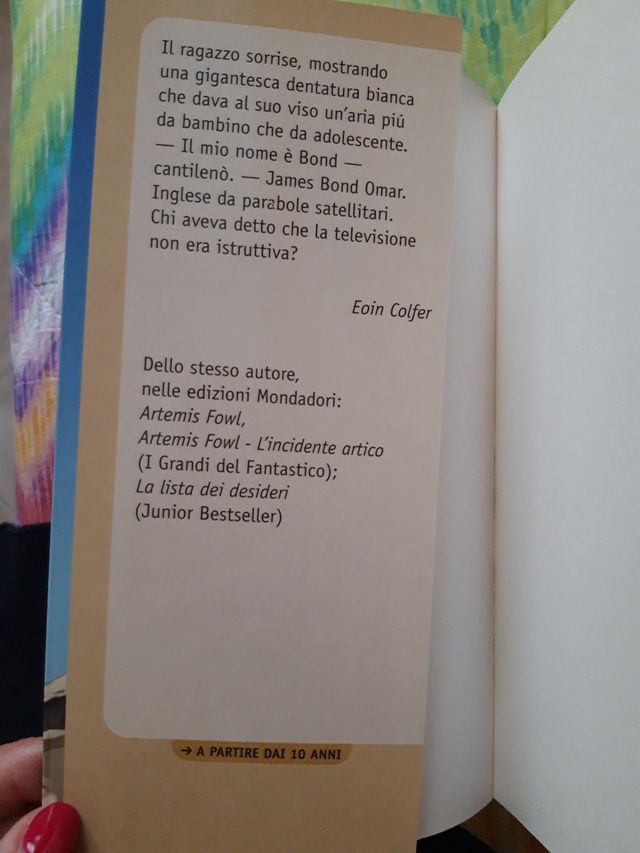 Il ragazzo sorrise, mostrando
una gigantesca dentatura bianca
che dava al suo viso un'aria piú
da bambino che da adolescente.
— Il mio nome è Bond —
cantilenò. — James Bond Omar.
Inglese da parabole satellitari.
Chi aveva detto che la televisione
non era istruttiva?
Eoin Colfer
Dello stesso autore,
nelle edizioni Mondadori:
Artemis Fowl,
Artemis Fowl - L'incidente artico
(I Grandi del Fantastico);
La lista dei desideri
(Junior Bestseller)
→ A PARTIRE DAI 10 ANNI